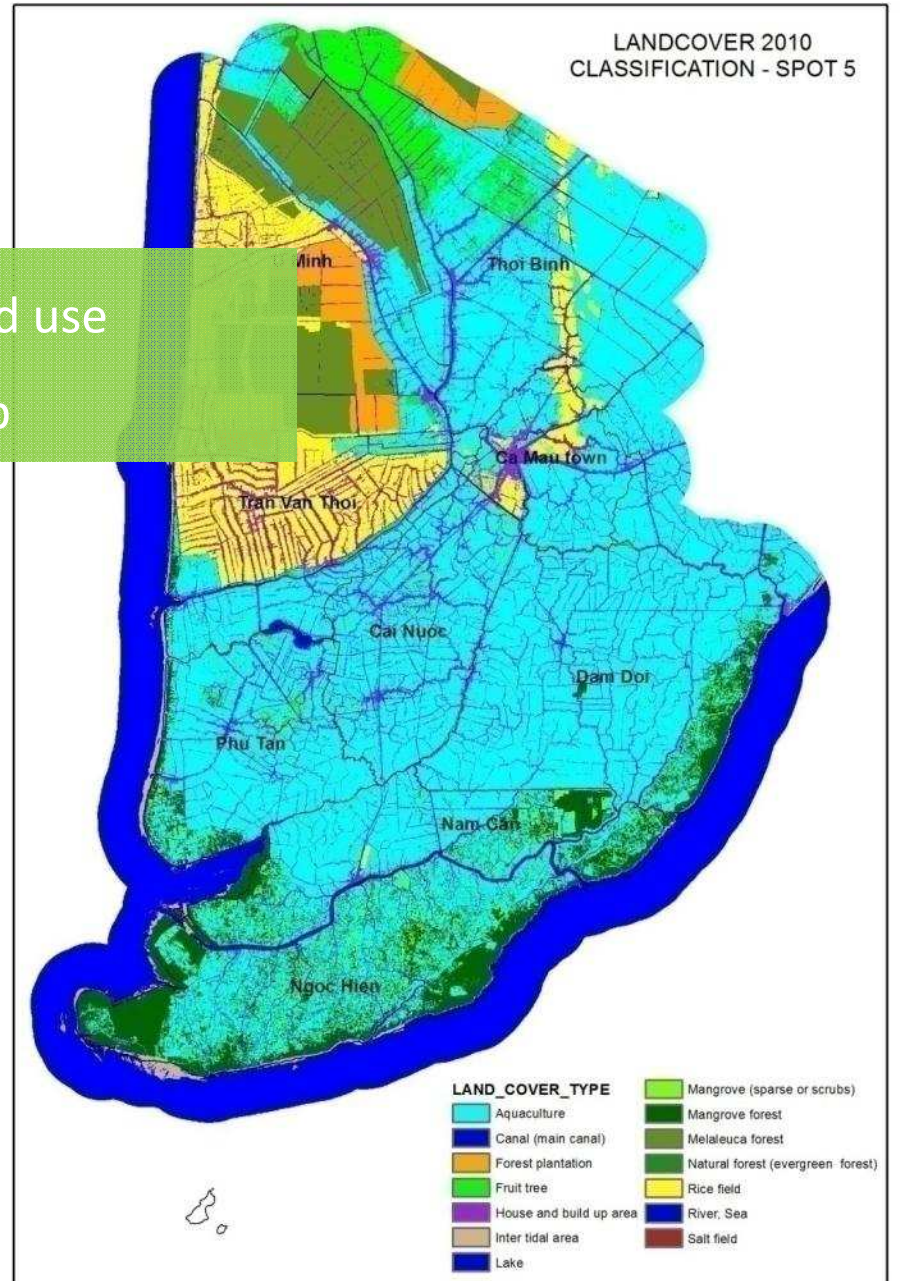 LANDCOVER 2010
CLASSIFICATION - SPOT 5
d use
Minh
Thoi Binh
Ca Mau town
Tran Van Thoi
Cai Nuoc
Dam Doi
Phu Tan
Nam Can
Ngoc Hien
LAND_COVER_TYPE
Aquaculture
Canal (main canal)
Forest plantation
Fruit tree
House and build up area
Inter tidal area
Lake
Mangrove (sparse or scrubs)
Mangrove forest
Melaleuca forest
Natural forest (evergreen forest)
Rice field
River, Sea
Salt field